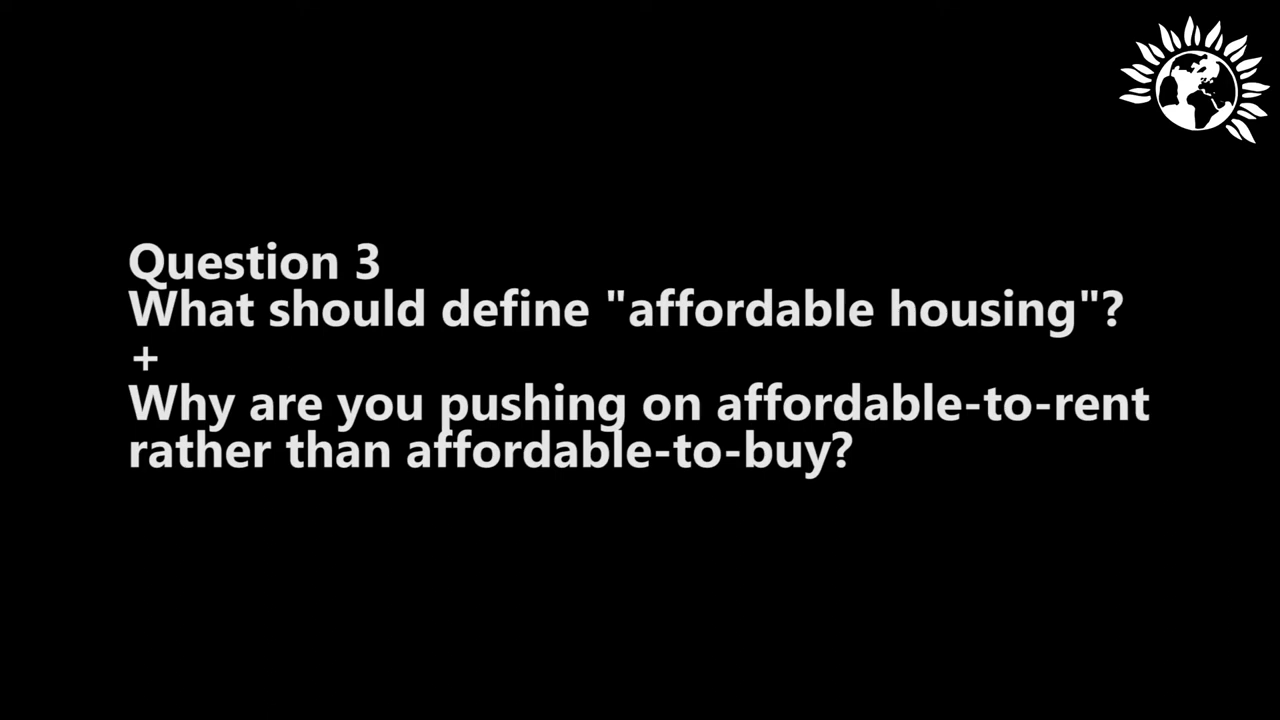 Question 3
What should define "affordable housing"?
+
Why are you pushing on affordable-to-rent
rather than affordable-to-buy?